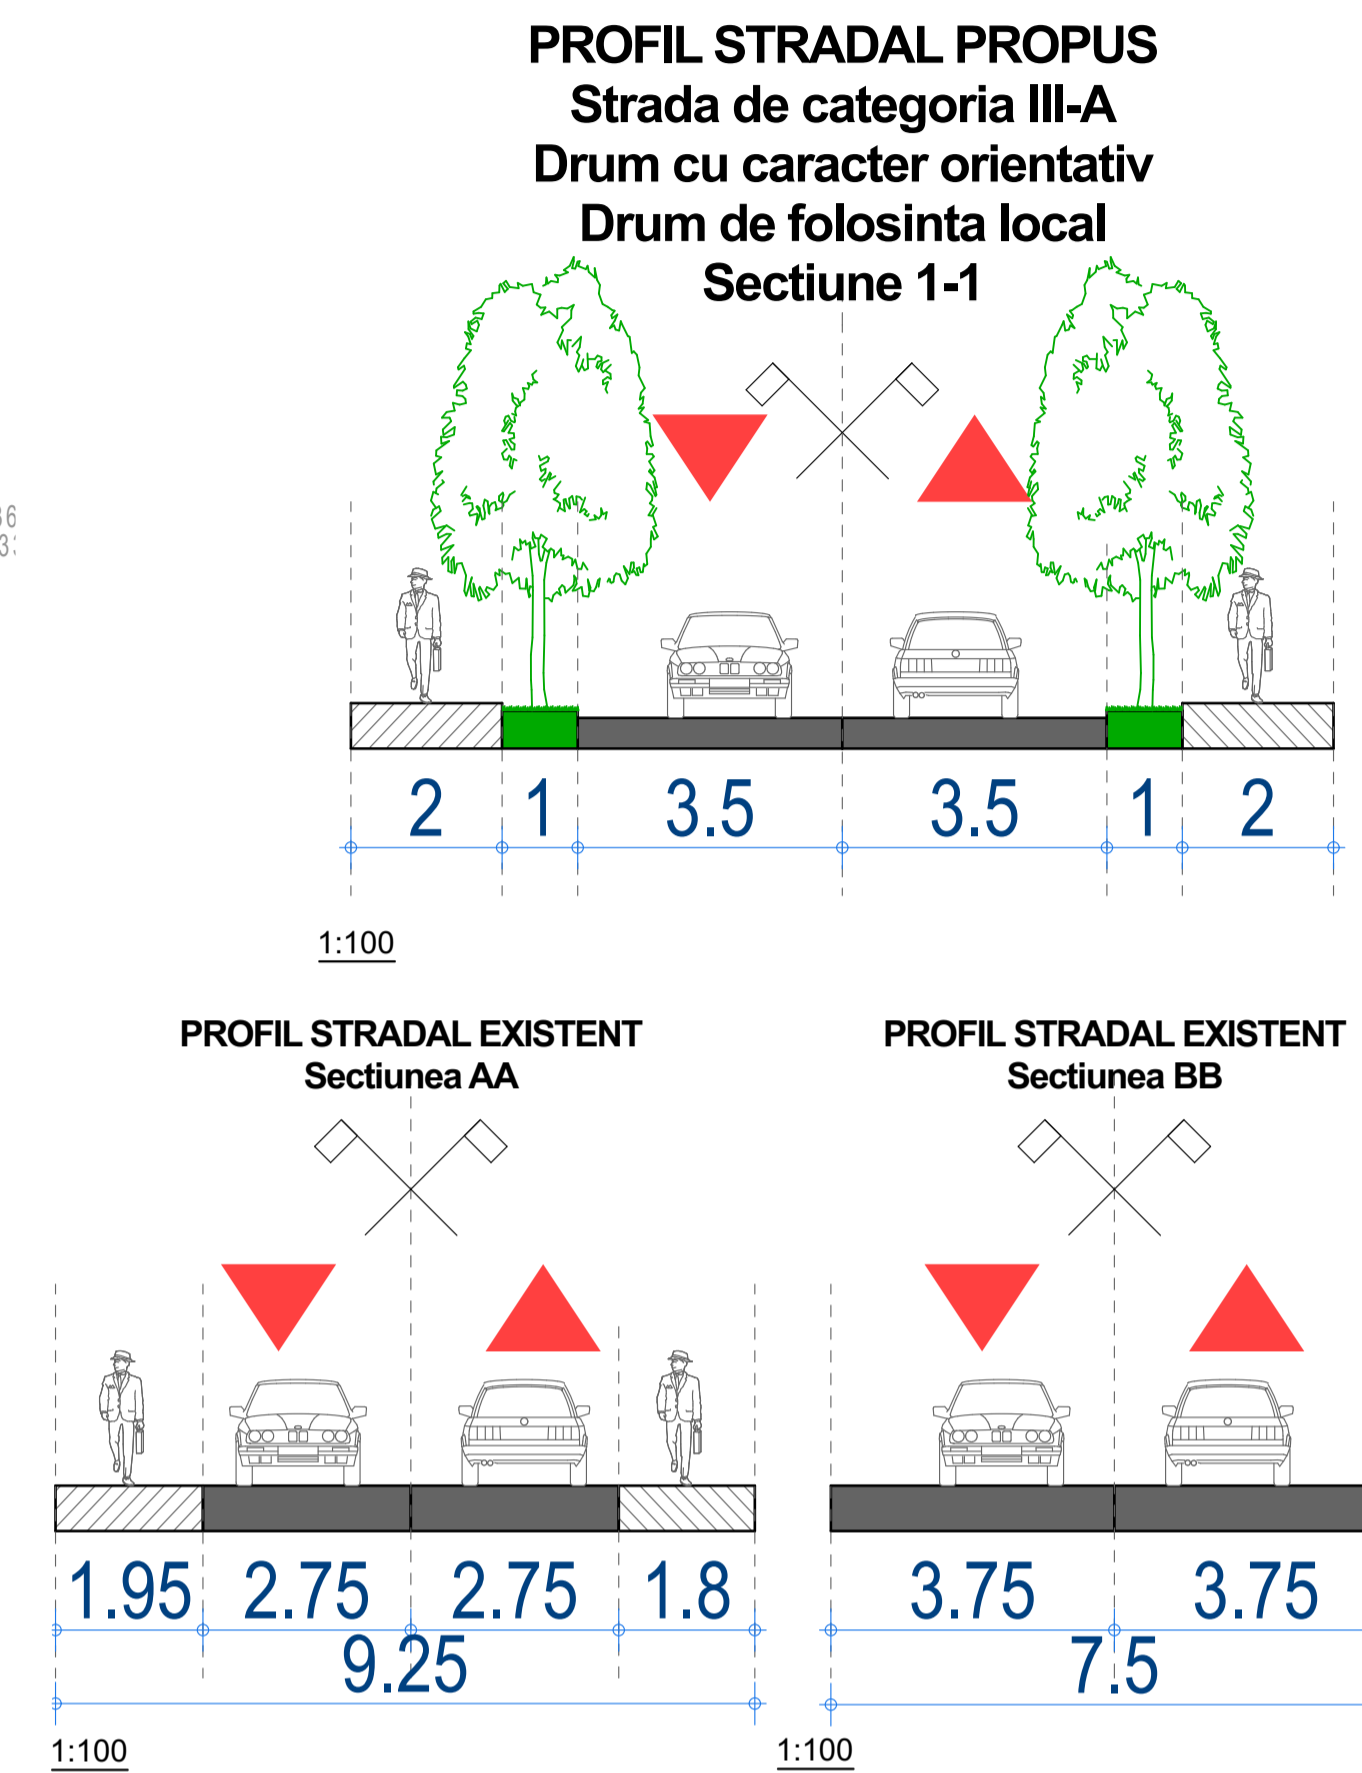 PROFIL STRADAL PROPUS
Strada de categoria III-A
Drum cu caracter orientativ
Drum de folosinta local
Sectiune 1-1
2 1 3.5 3.5 1 2
1:100
PROFIL STRADAL EXISTENT
Sectiunea AA
1.95 2.75 2.75 1.8
9.25
1:100
PROFIL STRADAL EXISTENT
Sectiunea BB
3.75 3.75
7.5
1:100